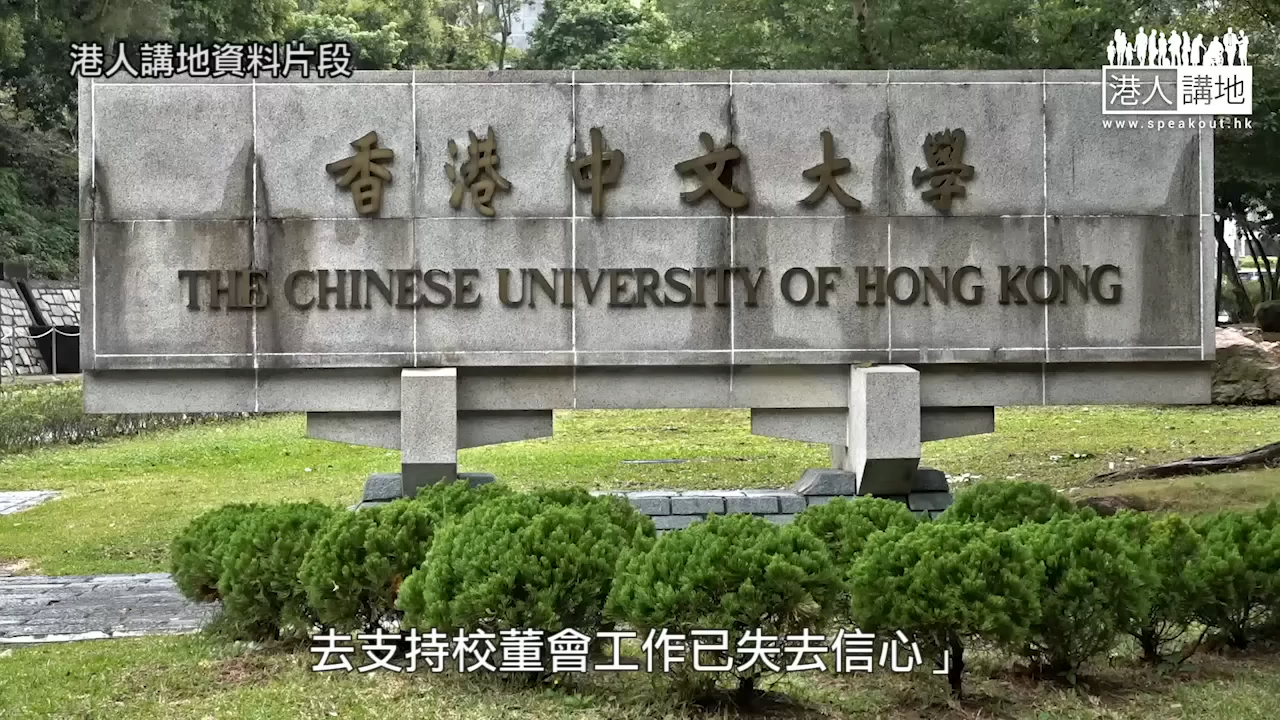 港人講地資料片段
港人講地
www.speakout.hk
香港中文大學
THE CHINESE UNIVERSITY OF HONG KONG
去支持校董會工作已失去信心」